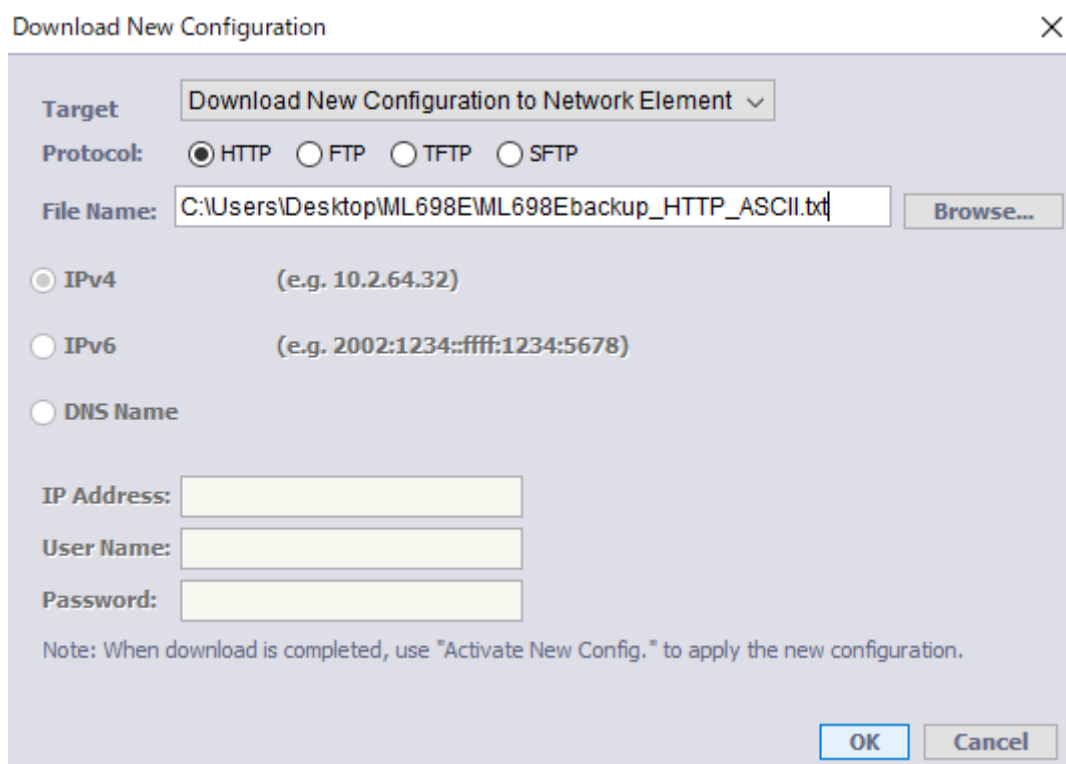 Download New Configuration
Target Download New Configuration to Network Element
Protocol: HTTP FTP TFTP SFTP
File Name: C:\Users\Desktop\ML698E\ML698Ebackup_HTTP_ASCII.txt Browse...
IPv4 (e.g. 10.2.64.32)
IPv6 (e.g. 2002:1234::ffff:1234:5678)
DNS Name
IP Address:
User Name:
Password:
Note: When download is completed, use "Activate New Config." to apply the new configuration.
OK Cancel